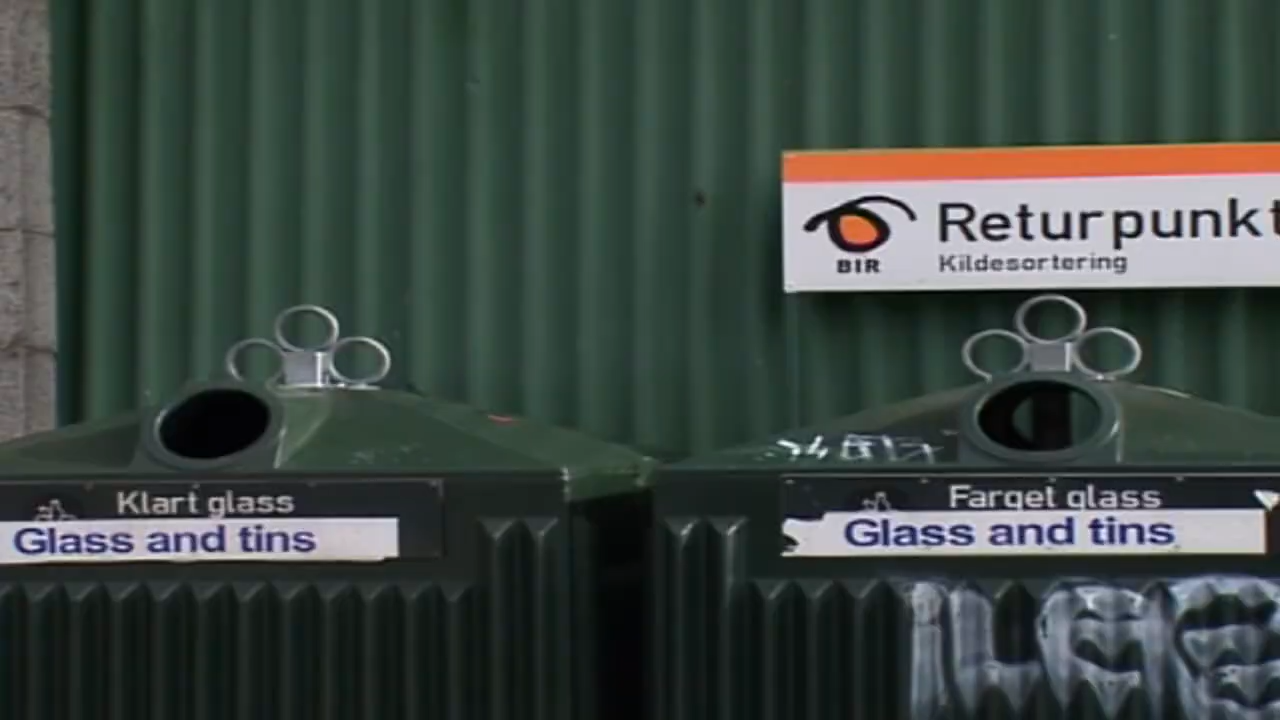 Returpunkt
BIR
Kildesortering
Klart glass
Glass and tins
Farget glass
Glass and tins